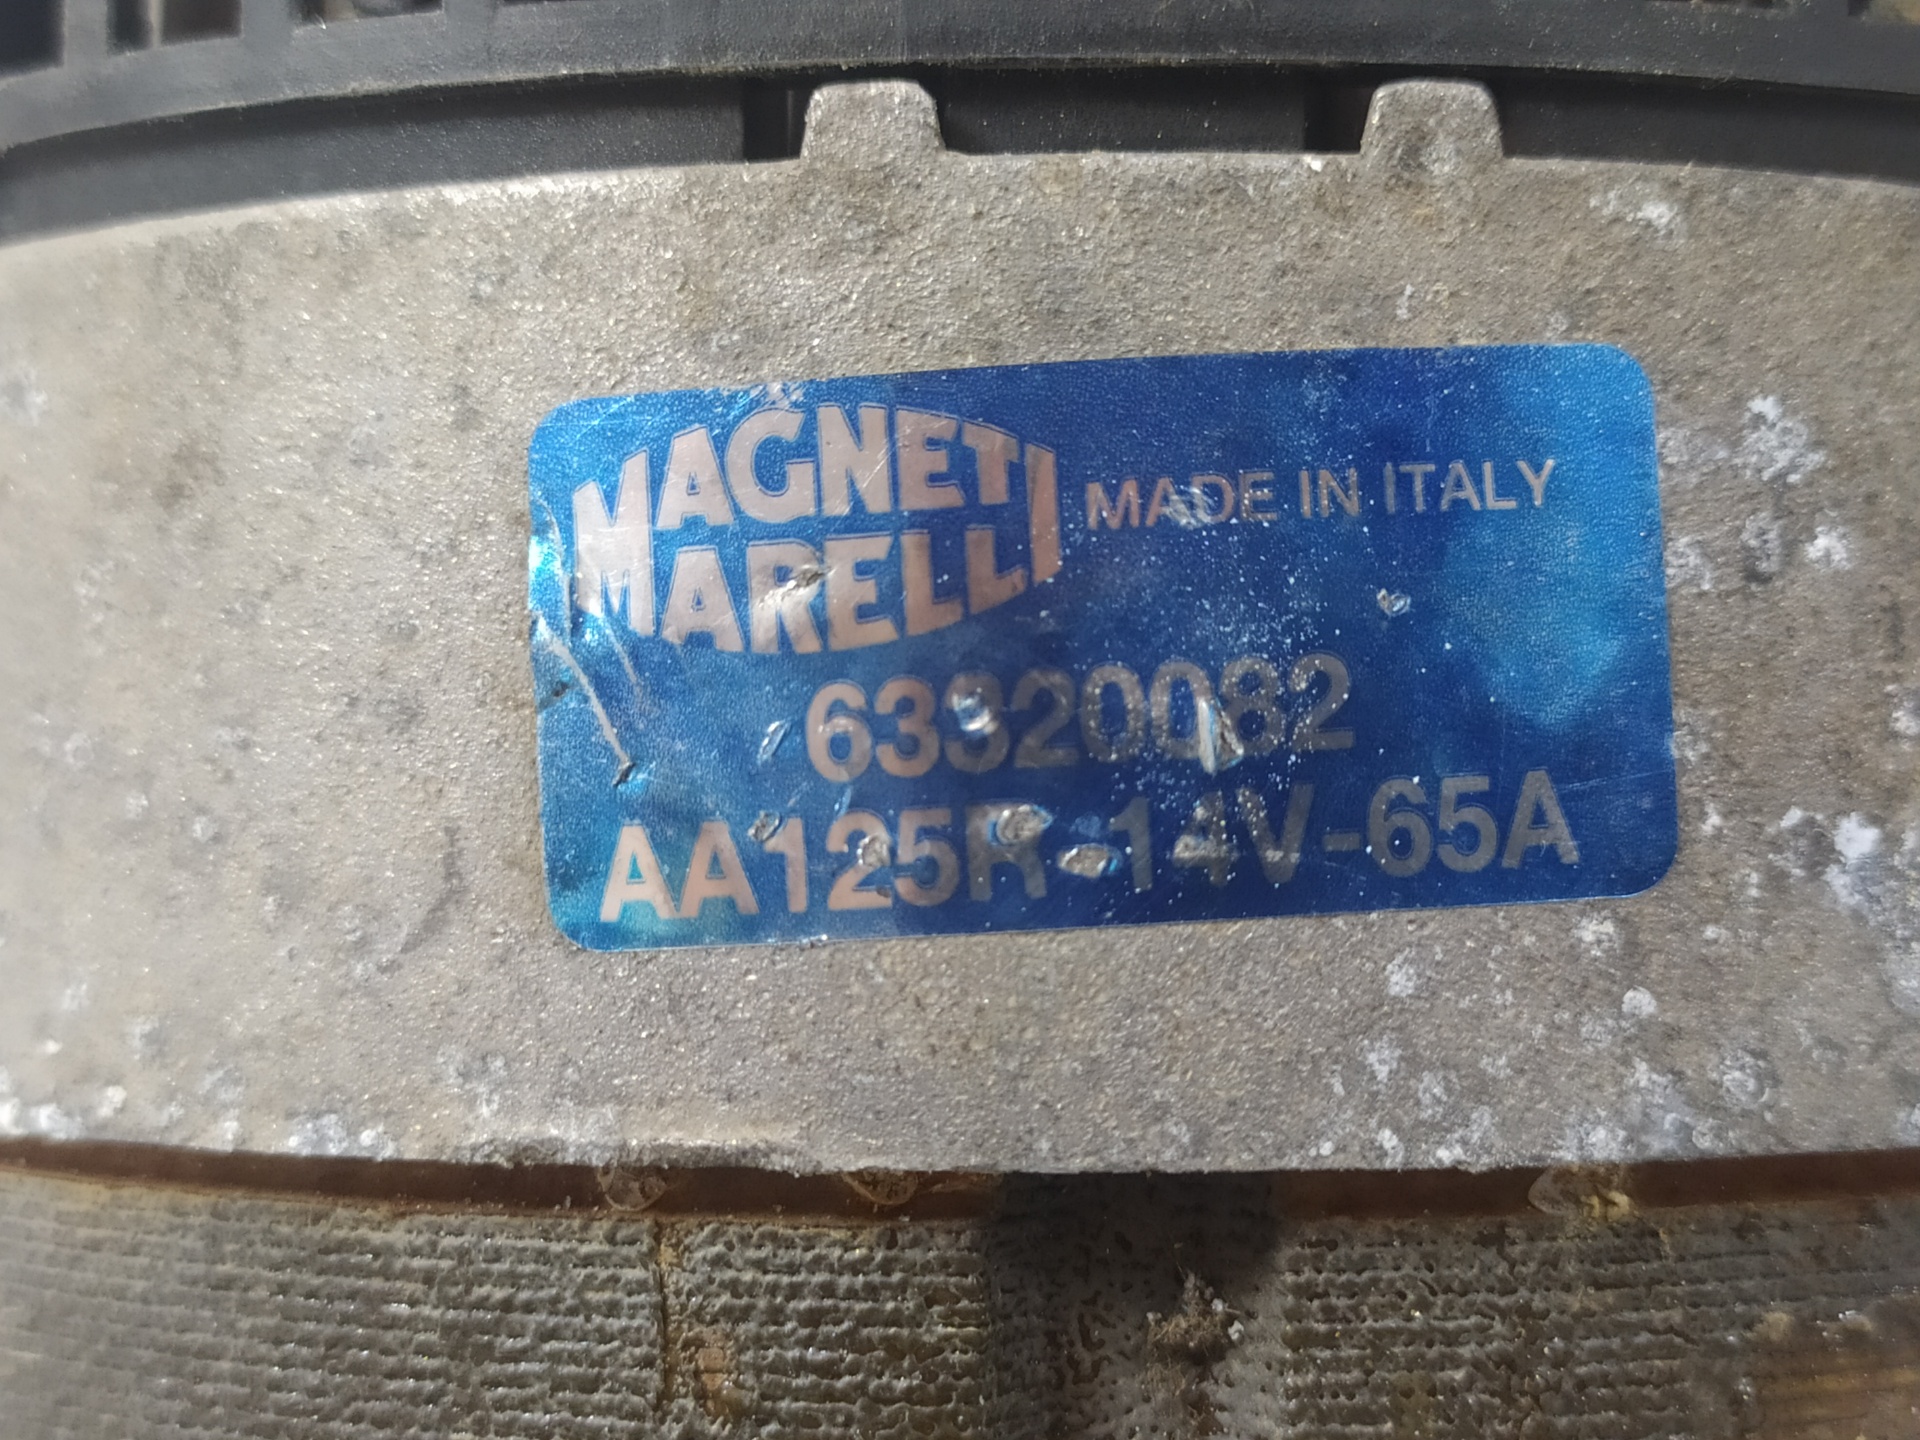 MAGNETI
MARELLI
MADE IN ITALY
63320082
AA125R-14V-65A